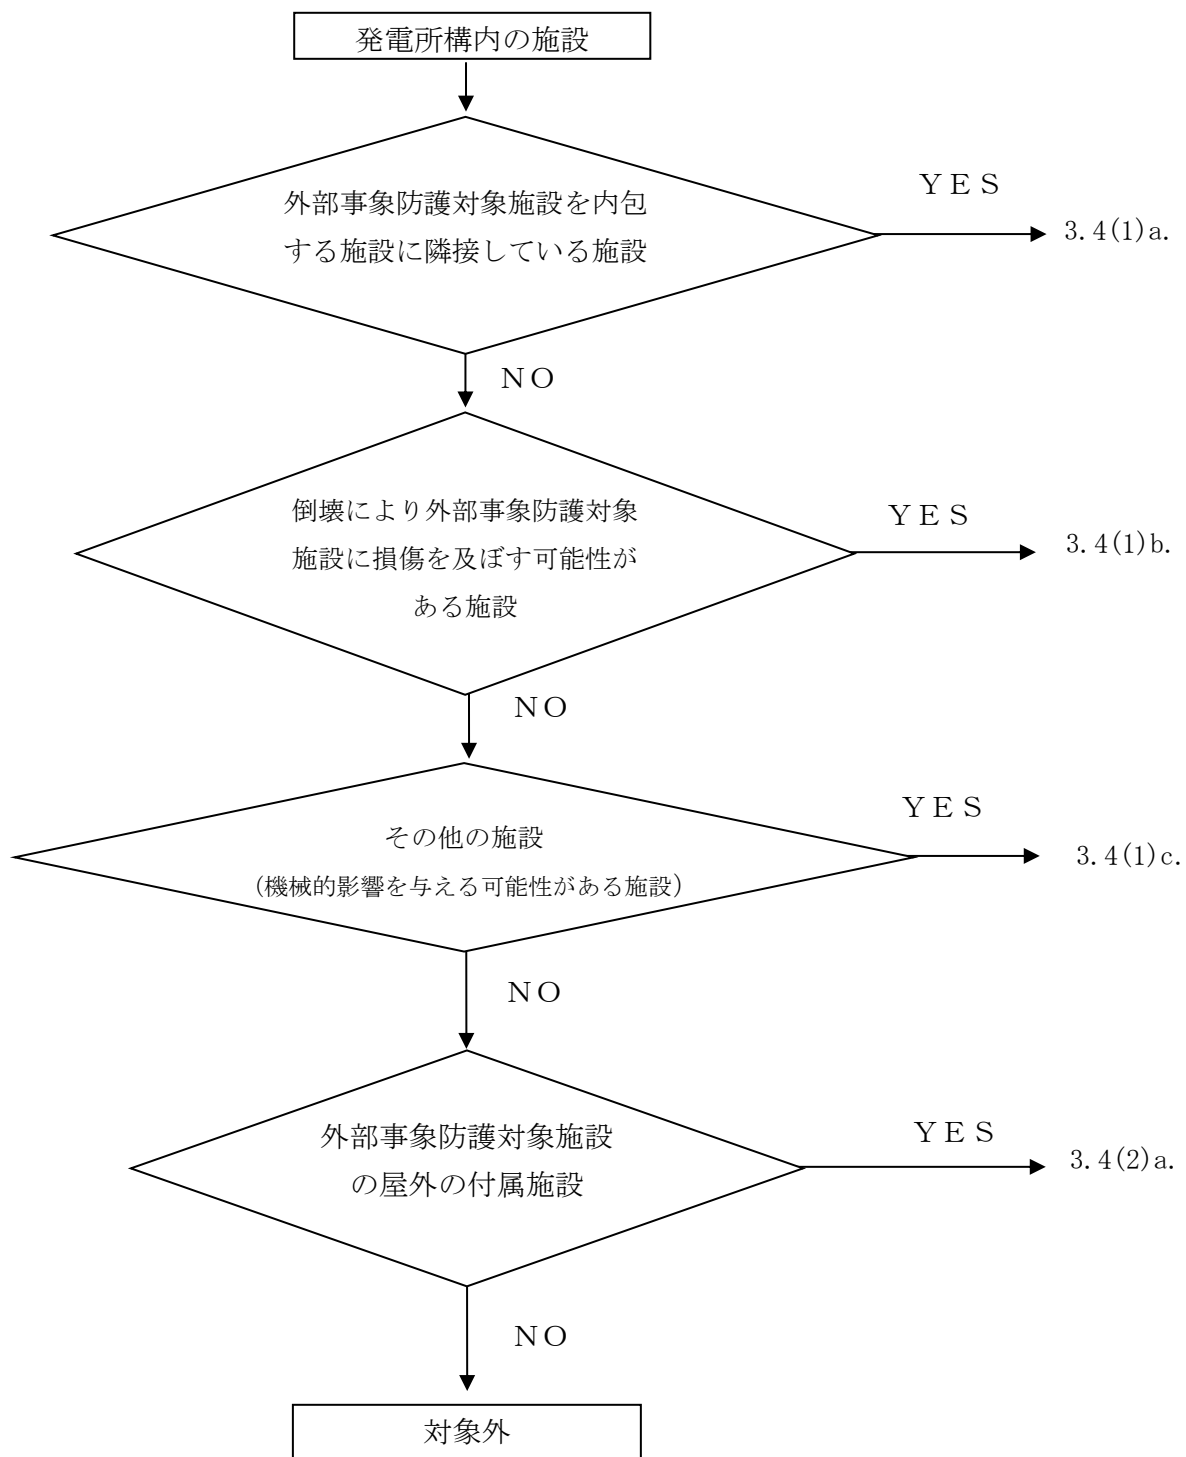 発電所構内の施設
外部事象防護対象施設を内包
する施設に隣接している施設
ＹＥＳ
3.4(1)a.
ＮＯ
倒壊により外部事象防護対象
施設に損傷を及ぼす可能性が
ある施設
ＹＥＳ
3.4(1)b.
ＮＯ
その他の施設
（機械的影響を与える可能性がある施設）
ＹＥＳ
3.4(1)c.
ＮＯ
外部事象防護対象施設
の屋外の付属施設
ＹＥＳ
3.4(2)a.
ＮＯ
対象外